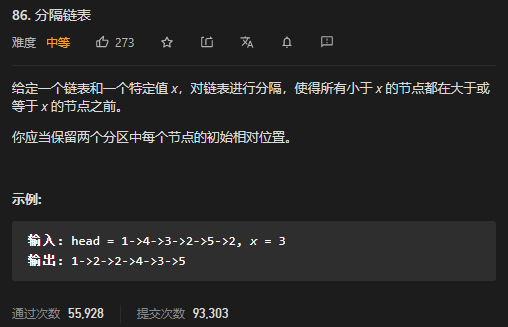 86. 分隔链表
难度 中等 273
给定一个链表和一个特定值 x，对链表进行分隔，使得所有小于 x 的节点都在大于或
等于 x 的节点之前。
你应当保留两个分区中每个节点的初始相对位置。
示例:
输入: head = 1->4->3->2->5->2, x = 3
输出: 1->2->2->4->3->5
通过次数 55,928 提交次数 93,303